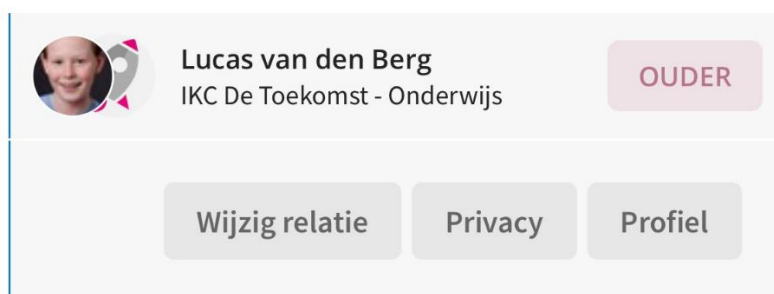 Lucas van den Berg
IKC De Toekomst - Onderwijs
OUDER
Wijzig relatie
Privacy
Profiel